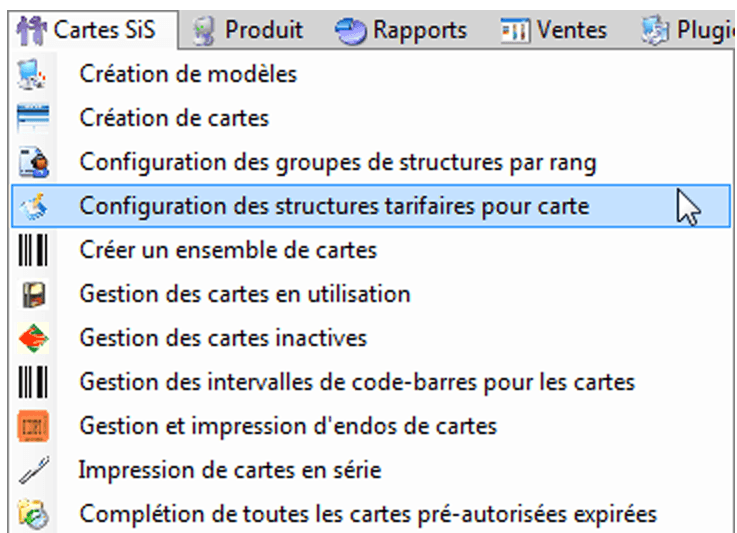 Cartes SiS Produit Rapports Ventes
Création de modèles
Création de cartes
Configuration des groupes de structures par rang
Configuration des structures tarifaires pour carte
Créer un ensemble de cartes
Gestion des cartes en utilisation
Gestion des cartes inactives
Gestion des intervalles de code-barres pour les cartes
Gestion et impression d'endos de cartes
Impression de cartes en série
Complétion de toutes les cartes pré-autorisées expirées